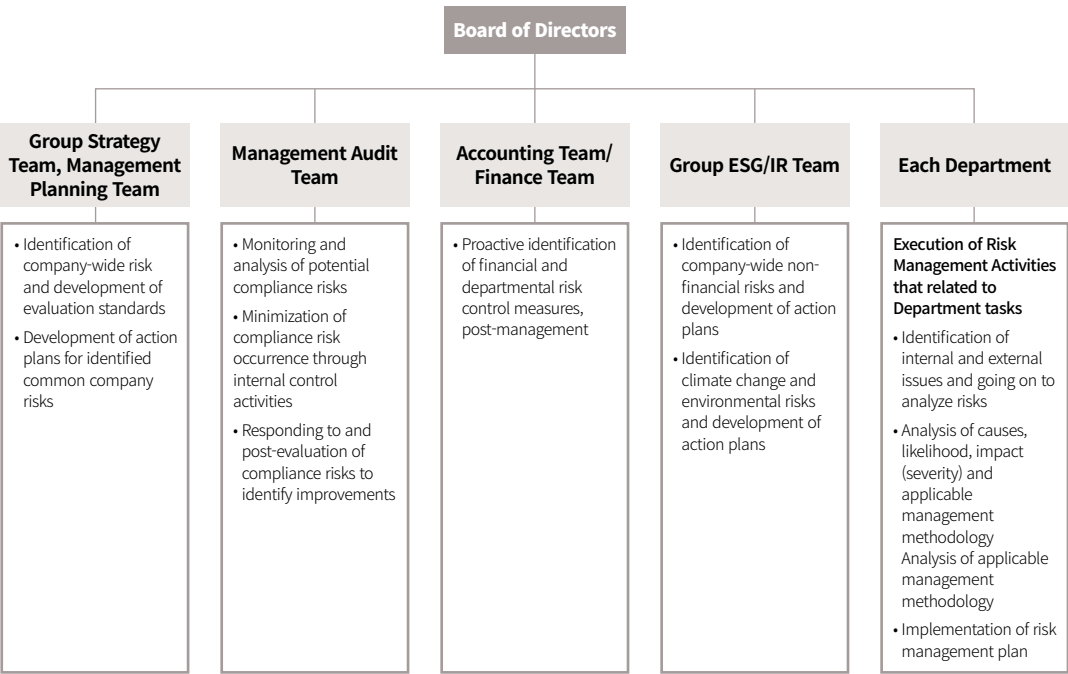 Board of Directors
Group Strategy
Team, Management
Planning Team
• Identification of
company-wide risk
and development of
evaluation standards
• Development of action
plans for identified
common company
risks
Management Audit
Team
• Monitoring and
analysis of potential
compliance risks
• Minimization of
compliance risk
occurrence through
internal control
activities
• Responding to and
post-evaluation of
compliance risks to
identify improvements
Accounting Team/
Finance Team
• Proactive identification
of financial and
departmental risk
control measures,
post-management
Group ESG/IR Team
• Identification of
company-wide non-
financial risks and
development of action
plans
• Identification of
climate change and
environmental risks
and development of
action plans
Each Department
Execution of Risk
Management Activities
that related to
Department tasks
• Identification of
internal and external
issues and going on to
analyze risks
• Analysis of causes,
likelihood, impact
(severity) and
applicable
management
methodology
Analysis of applicable
management
methodology
• Implementation of risk
management plan